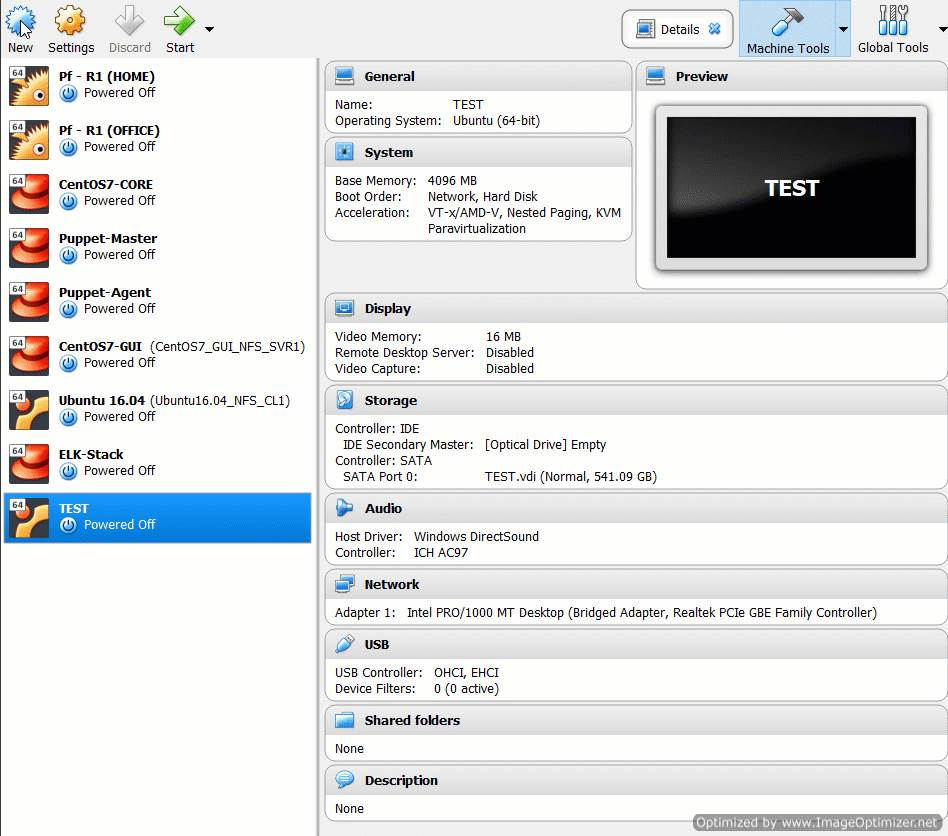 New Settings Discard Start Details Machine Tools Global Tools
64 Pf - R1 (HOME)
Powered Off
64 Pf - R1 (OFFICE)
Powered Off
64 CentOS7-CORE
Powered Off
64 Puppet-Master
Powered Off
64 Puppet-Agent
Powered Off
64 CentOS7-GUI (CentOS7_GUI_NFS_SVR1)
Powered Off
64 Ubuntu 16.04 (Ubuntu16.04_NFS_CL1)
Powered Off
64 ELK-Stack
Powered Off
64 TEST
Powered Off
General
Name: TEST
Operating System: Ubuntu (64-bit)
System
Base Memory: 4096 MB
Boot Order: Network, Hard Disk
Acceleration: VT-x/AMD-V, Nested Paging, KVM
Paravirtualization
Preview
TEST
Display
Video Memory: 16 MB
Remote Desktop Server: Disabled
Video Capture: Disabled
Storage
Controller: IDE
IDE Secondary Master: [Optical Drive] Empty
Controller: SATA
SATA Port 0: TEST.vdi (Normal, 541.09 GB)
Audio
Host Driver: Windows DirectSound
Controller: ICH AC97
Network
Adapter 1: Intel PRO/1000 MT Desktop (Bridged Adapter, Realtek PCIe GBE Family Controller)
USB
USB Controller: OHCI, EHCI
Device Filters: 0 (0 active)
Shared folders
None
Description
None
Optimized by www.ImageOptimizer.net